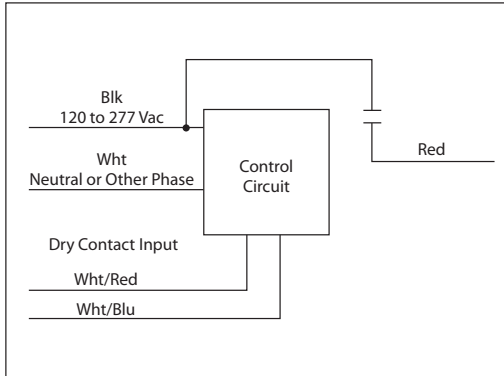 Blk
120 to 277 Vac
Wht
Neutral or Other Phase
Control
Circuit
Red
Dry Contact Input
Wht/Red
Wht/Blu